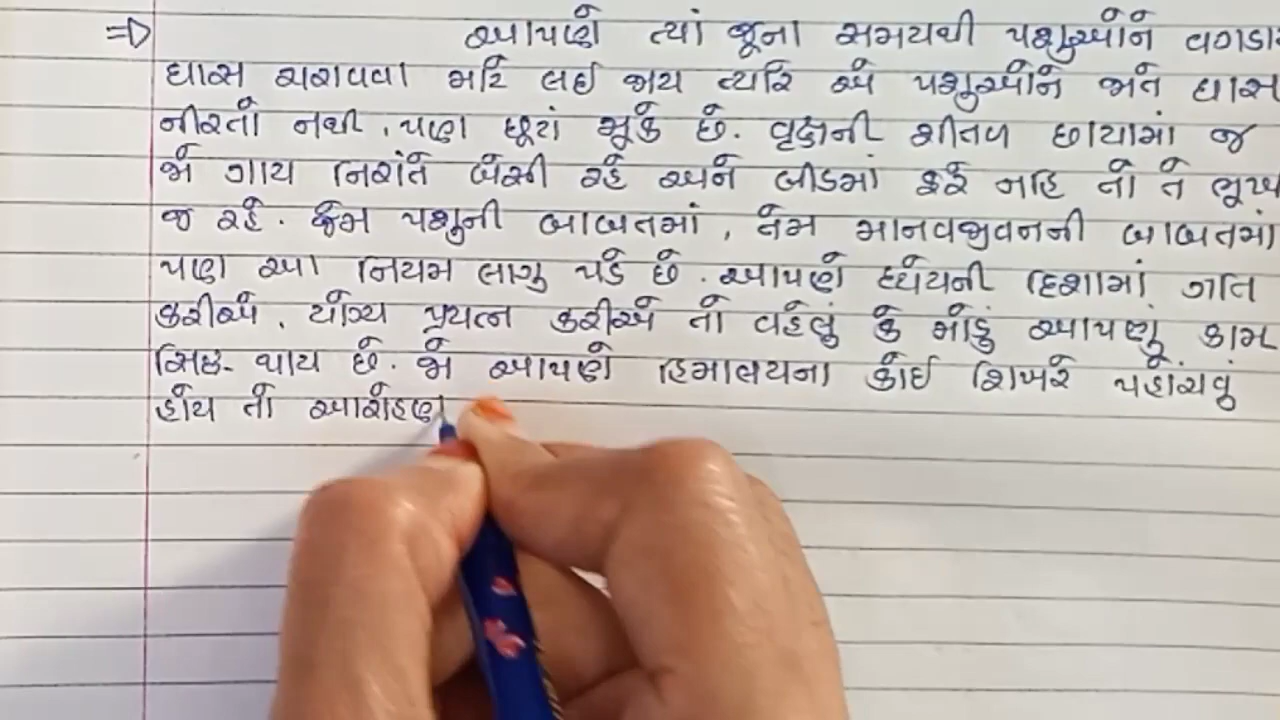 ⇒ આપણે ત્યાં જૂના સમયથી પશુઓને વગડા
ઘાસ ચરાવવા માટે લઈ જાય ત્યારે એ પશુઓને જાતે ઘાસ
નીરતો નથી, પણ છૂટાં મૂકે છે. વૃક્ષની શીતળ છાયામાં જ
જો ગાય નિરાંતે બેસી રહે અને બીડમાં ફરે નહિ તો તે ભૂખ
જ રહે. જેમ પશુની બાબતમાં, તેમ માનવજીવનની બાબતમાં
પણ આ નિયમ લાગુ પડે છે. આપણે ધ્યેયની દિશામાં ગતિ
કરીએ, યોગ્ય પ્રયત્ન કરીએ તો વહેલું કે મોડું આપણું કામ
સિદ્ધ થાય છે. જો આપણે હિમાલયના કોઈ શિખરે પહોંચવું
હોય તો આરોહણ